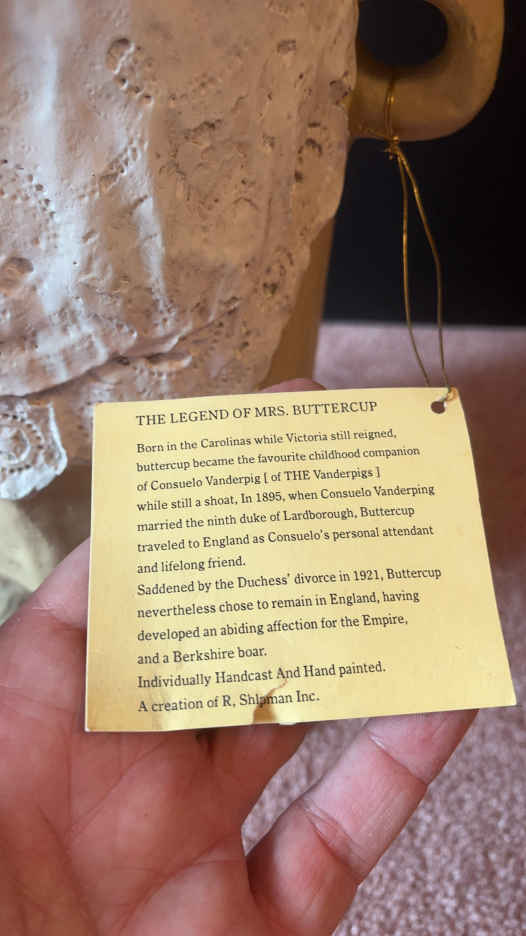 THE LEGEND OF MRS. BUTTERCUP
Born in the Carolinas while Victoria still reigned,
buttercup became the favourite childhood companion
of Consuelo Vanderpig [ of THE Vanderpigs ]
while still a shoat, In 1895, when Consuelo Vanderping
married the ninth duke of Lardborough, Buttercup
traveled to England as Consuelo's personal attendant
and lifelong friend.
Saddened by the Duchess' divorce in 1921, Buttercup
nevertheless chose to remain in England, having
developed an abiding affection for the Empire,
and a Berkshire boar.
Individually Handcast And Hand painted.
A creation of R, Inc.